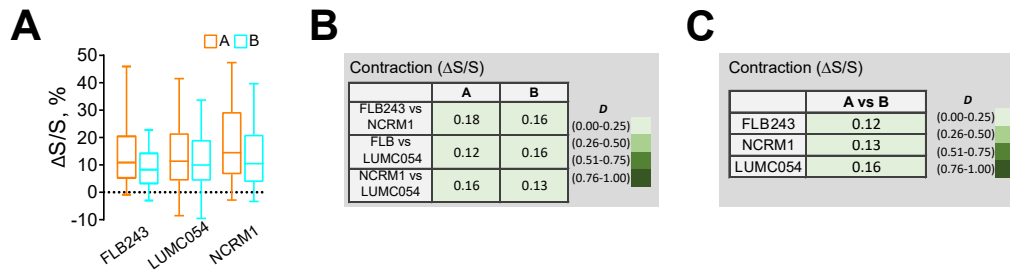 A
A B
ΔS/S, %
50
40
30
20
10
0
-10
FLB243
LUMC054
NCRM1
B
Contraction (ΔS/S)
A B
FLB243 vs NCRM1 0.18 0.16
FLB vs LUMC054 0.12 0.16
NCRM1 vs LUMC054 0.16 0.13
D
(0.00-0.25)
(0.26-0.50)
(0.51-0.75)
(0.76-1.00)
C
Contraction (ΔS/S)
A vs B
FLB243 0.12
NCRM1 0.13
LUMC054 0.16
D
(0.00-0.25)
(0.26-0.50)
(0.51-0.75)
(0.76-1.00)